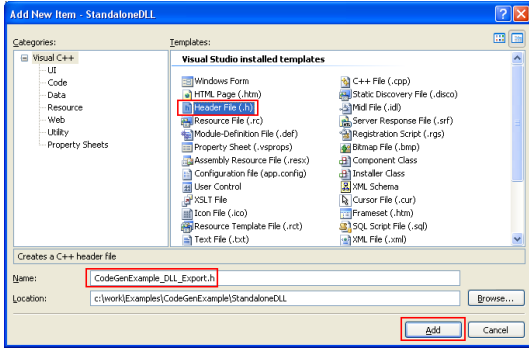 Add New Item - StandaloneDLL
Categories:
Templates:
Visual C++
UI
Code
Data
Resource
Web
Utility
Property Sheets
Visual Studio installed templates
Windows Form
C++ File (.cpp)
HTML Page (.htm)
Static Discovery File (.disco)
Header File (.h)
Midl File (.idl)
Resource File (.rc)
Server Response File (.srf)
Module-Definition File (.def)
Registration Script (.rgs)
Property Sheet (.vsprops)
Bitmap File (.bmp)
Assembly Resource File (.resx)
Component Class
Configuration file (app.config)
Installer Class
User Control
XML Schema
XSLT File
Cursor File (.cur)
Icon File (.ico)
Frameset (.htm)
Resource Template File (.rct)
SQL Script File (.sql)
Text File (.txt)
XML File (.xml)
Creates a C++ header file
Name:
CodeGenExample_DLL_Export.h
Location:
c:\work\Examples\CodeGenExample\StandaloneDLL
Browse...
Add
Cancel